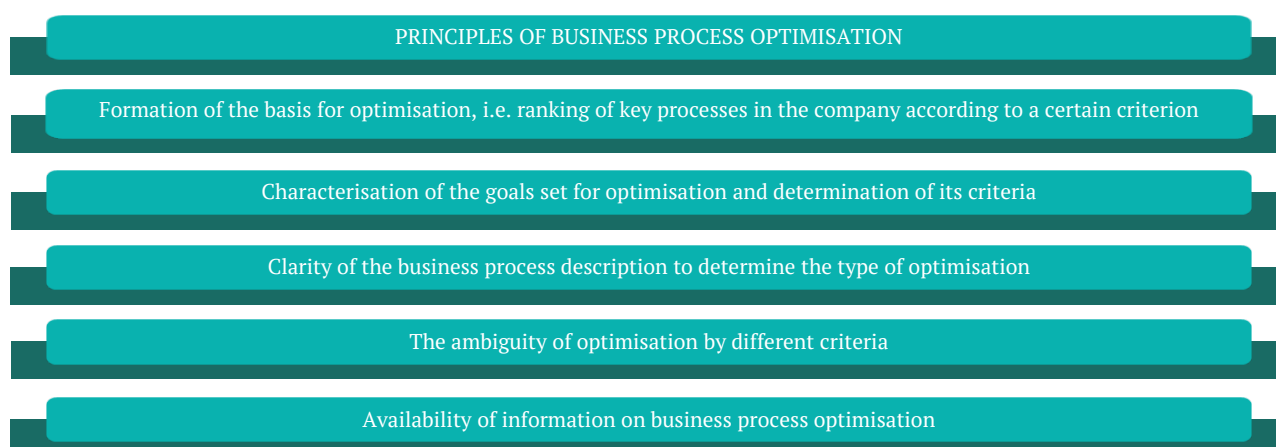 PRINCIPLES OF BUSINESS PROCESS OPTIMISATION
Formation of the basis for optimisation, i.e. ranking of key processes in the company according to a certain criterion
Characterisation of the goals set for optimisation and determination of its criteria
Clarity of the business process description to determine the type of optimisation
The ambiguity of optimisation by different criteria
Availability of information on business process optimisation